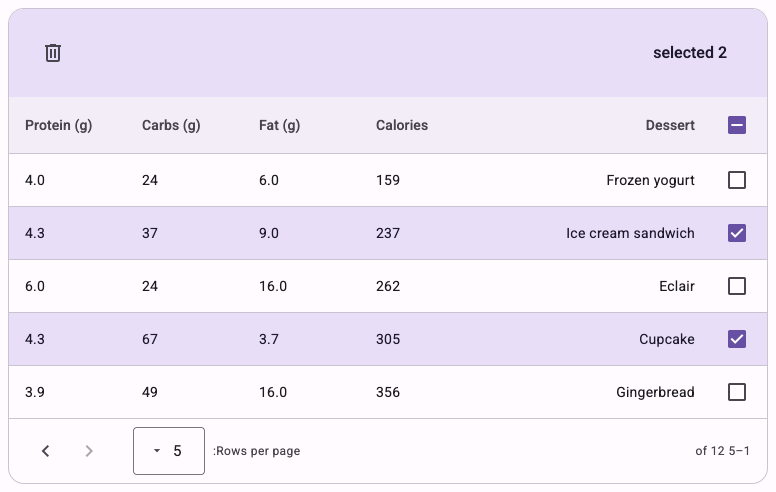 selected 2
Protein (g) Carbs (g) Fat (g) Calories Dessert
4.0 24 6.0 159 Frozen yogurt
4.3 37 9.0 237 Ice cream sandwich
6.0 24 16.0 262 Eclair
4.3 67 3.7 305 Cupcake
3.9 49 16.0 356 Gingerbread
5 :Rows per page of 12 5–1